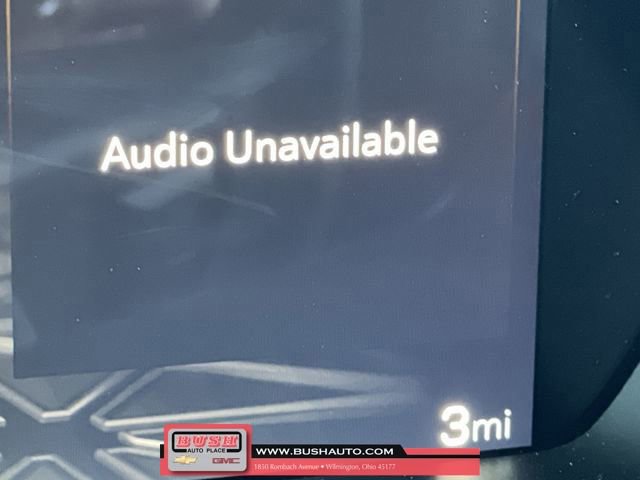 Audio Unavailable
3mi
BUSH
AUTO PLACE
GMC
WWW.BUSHAUTO.COM
1850 Rombach Avenue • Wilmington, Ohio 45177